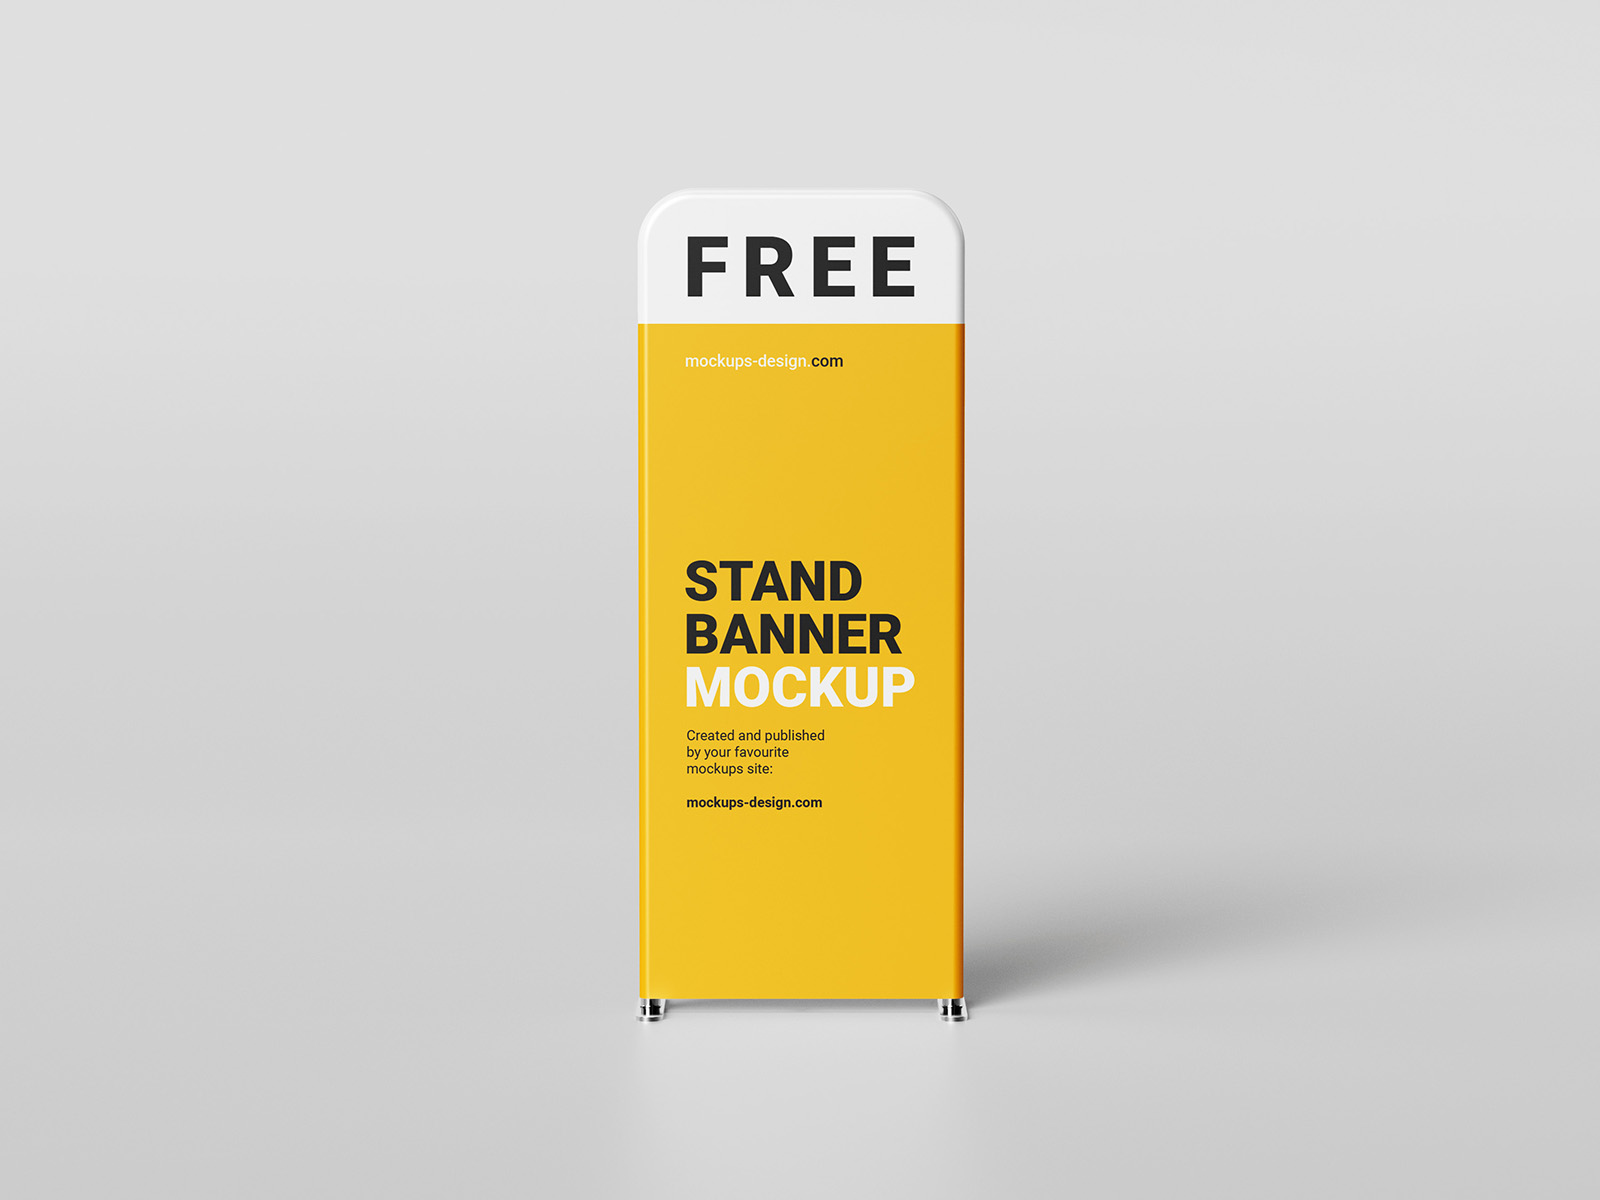 FREE
mockups-design.com
STAND
BANNER
MOCKUP
Created and published
by your favourite
mockups site:
mockups-design.com